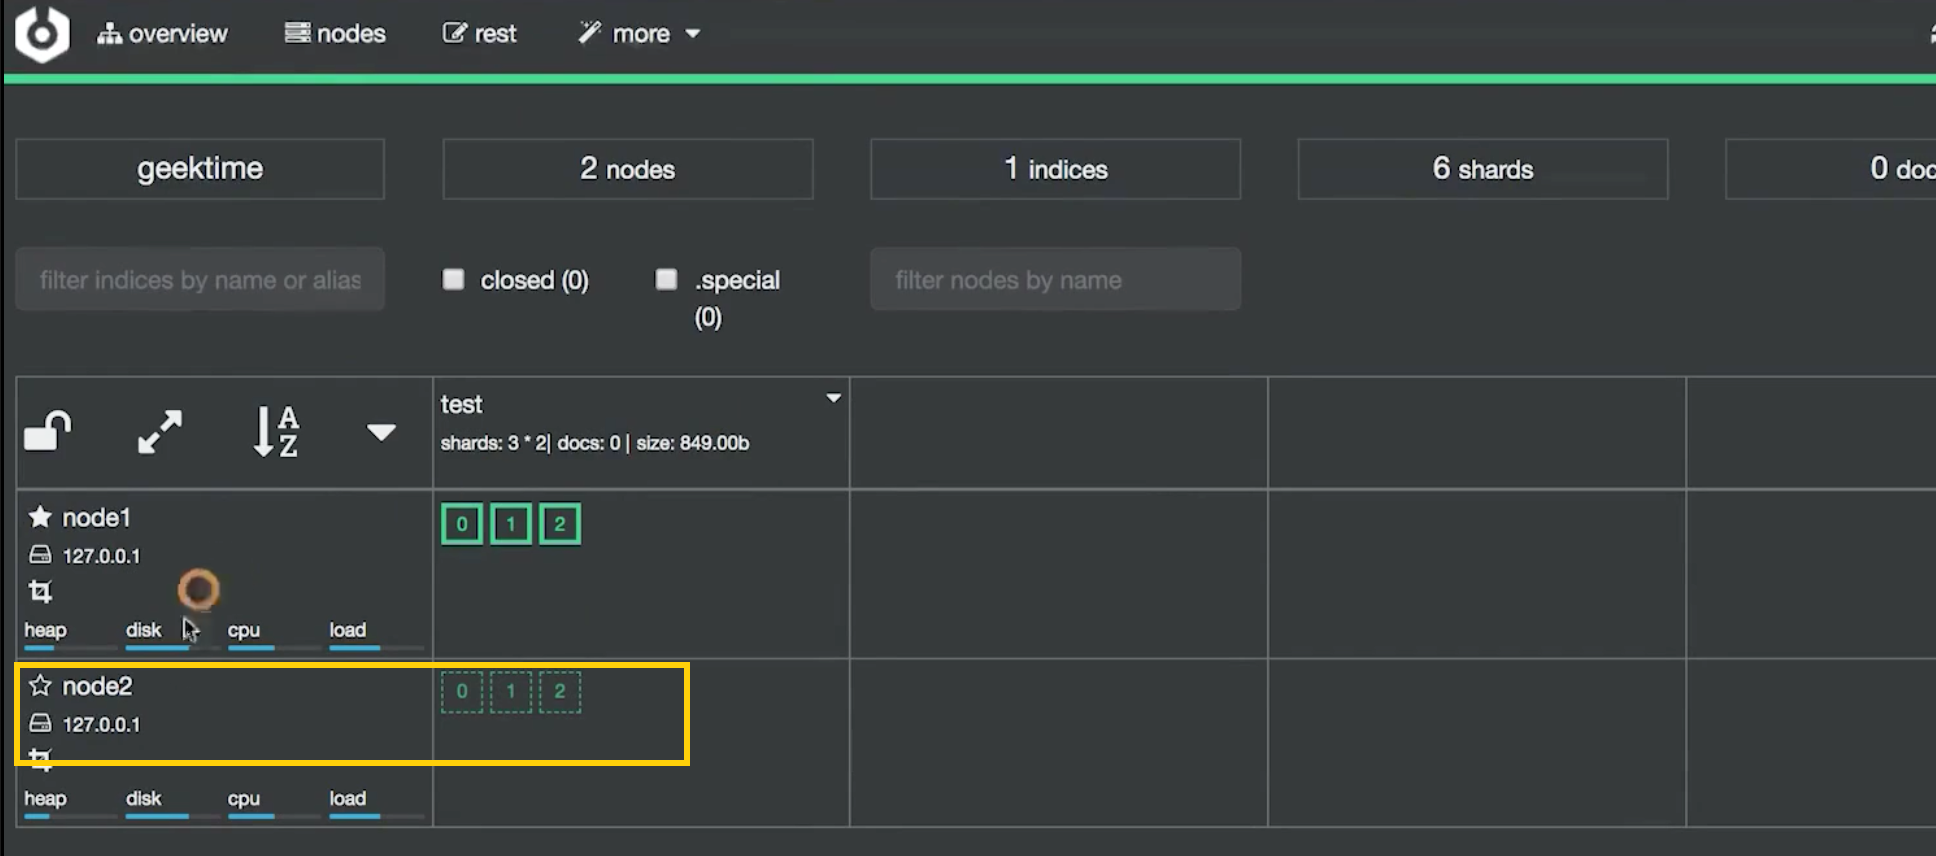 overview nodes rest more
geektime 2 nodes 1 indices 6 shards 0 doc
filter indices by name or alias closed (0) .special (0) filter nodes by name
A
Z
test
shards: 3 * 2| docs: 0 | size: 849.00b
node1 0 1 2
127.0.0.1
heap disk cpu load
node2 0 1 2
127.0.0.1
heap disk cpu load